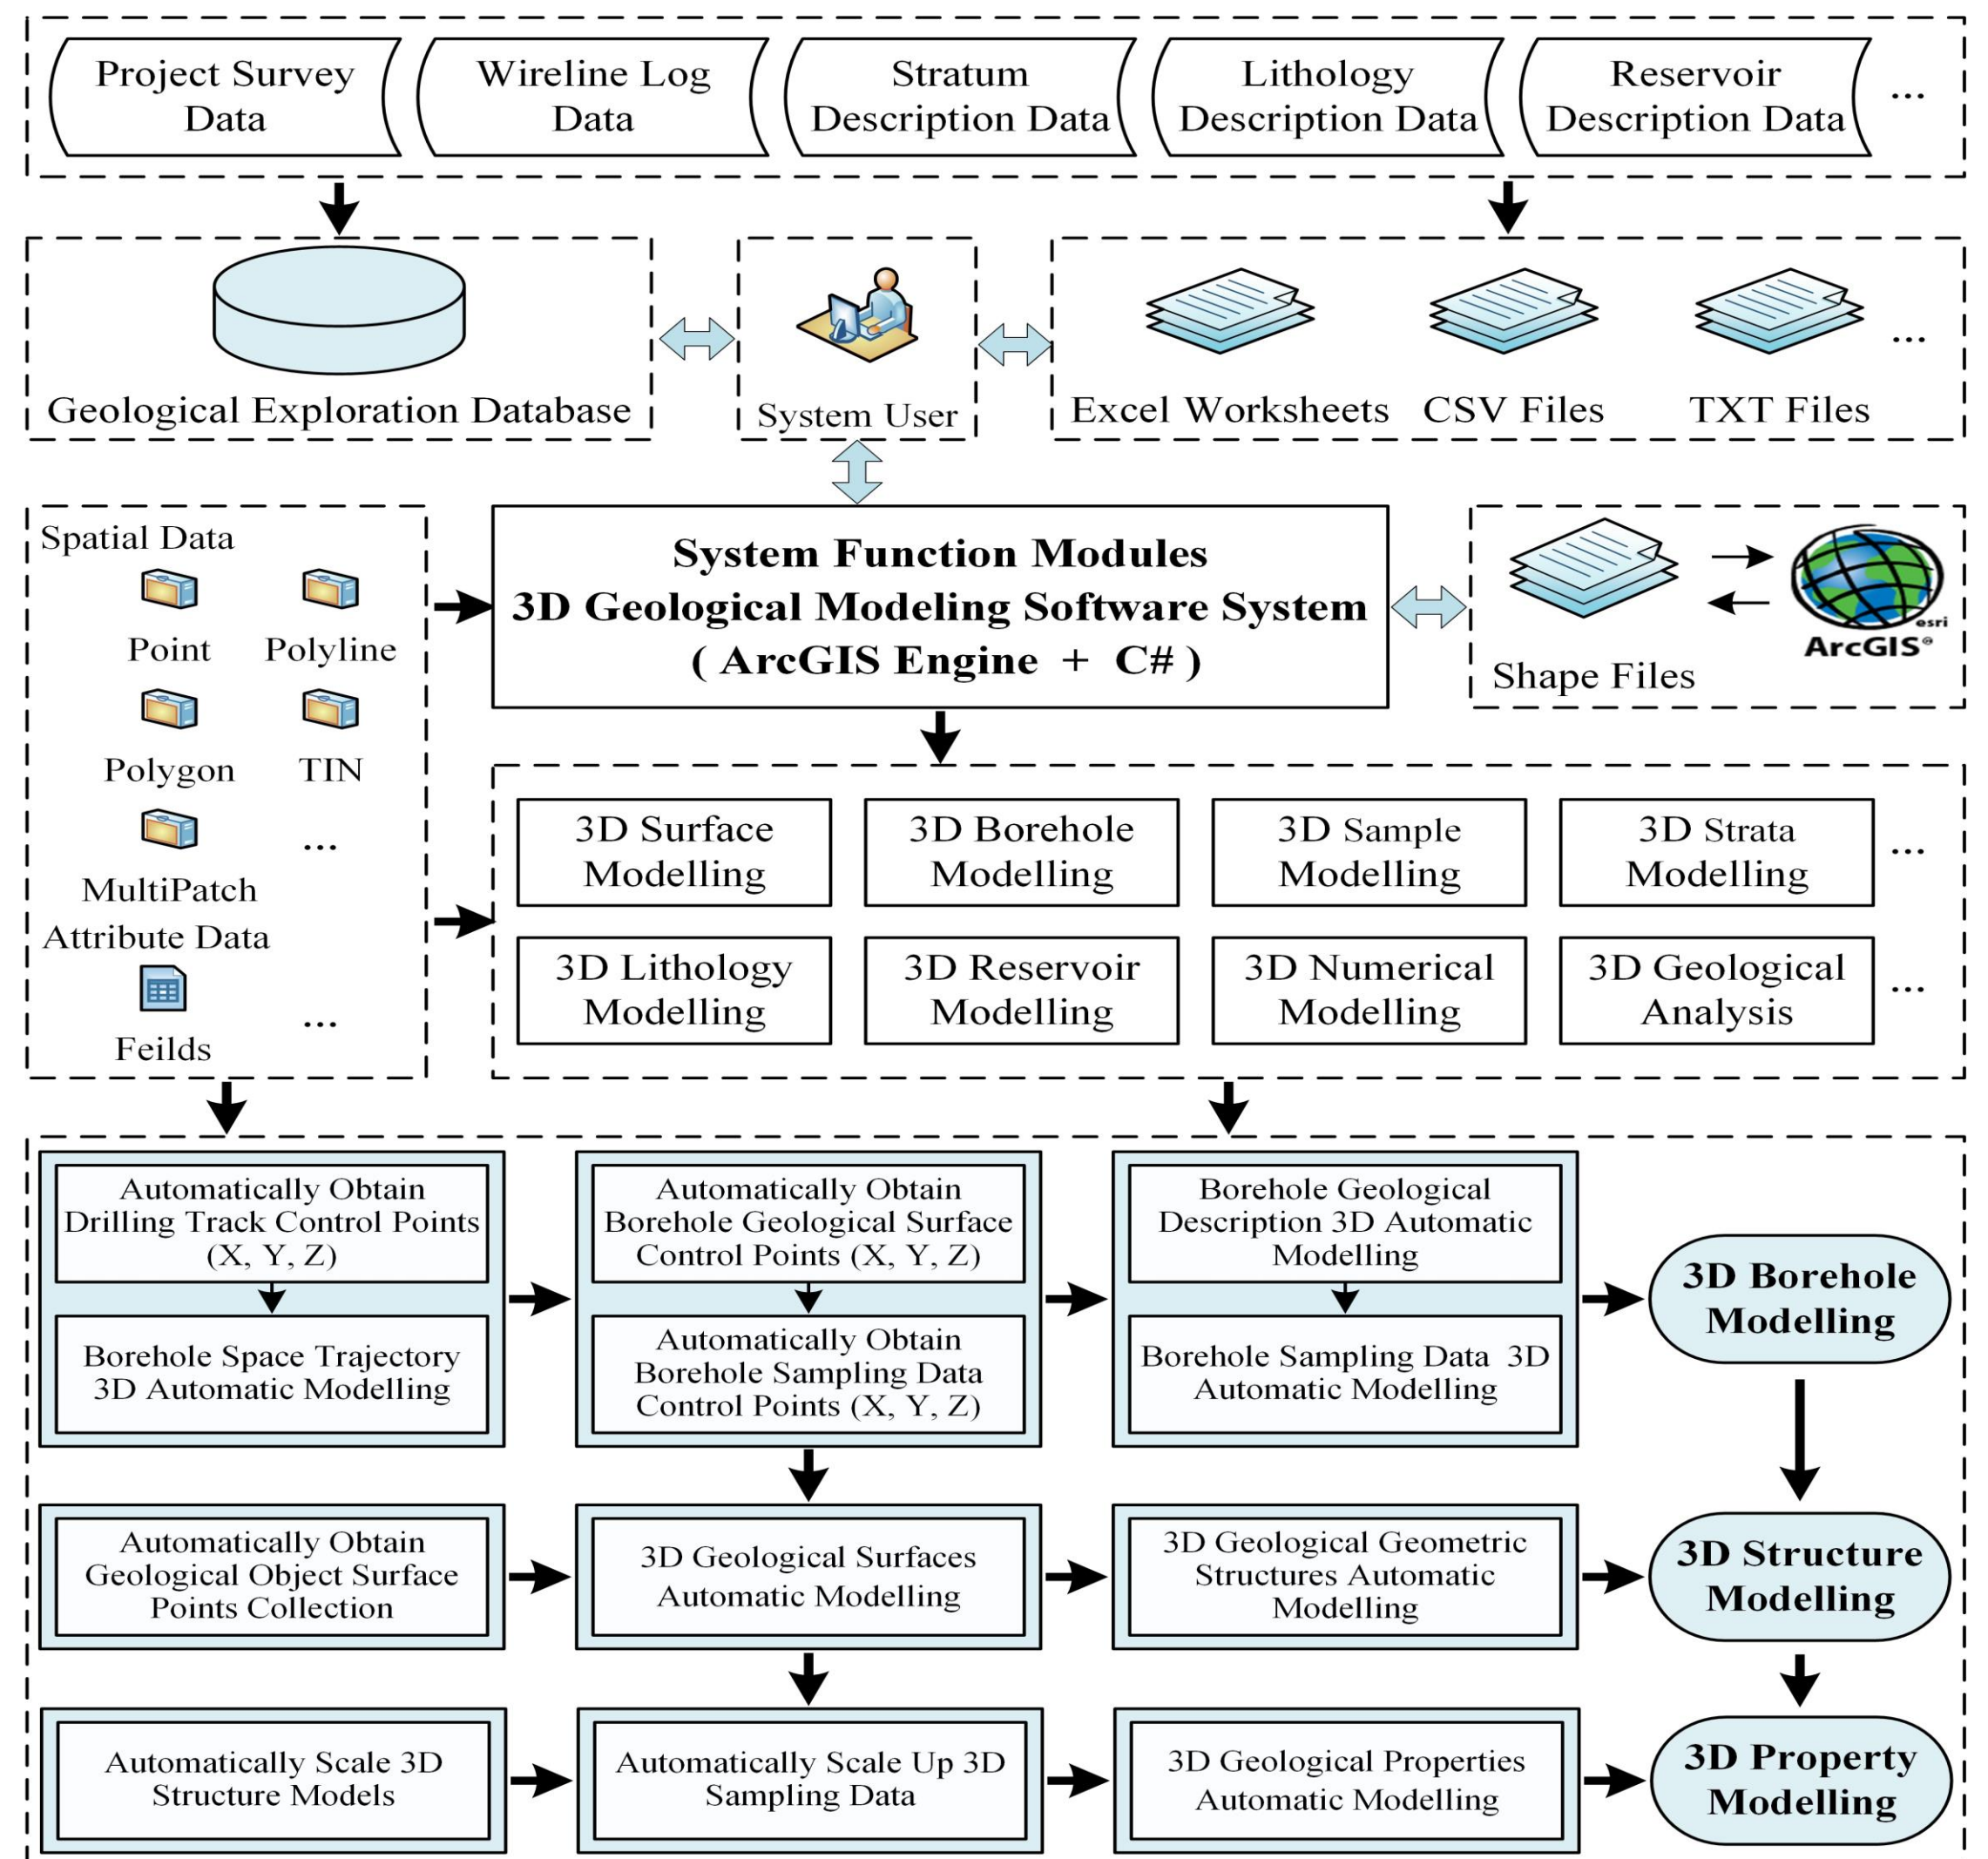 Project Survey
Data
Wireline Log
Data
Stratum
Description Data
Lithology
Description Data
Reservoir
Description Data
...
Geological Exploration Database
System User
Excel Worksheets
CSV Files
TXT Files
...
Spatial Data
Point
Polyline
Polygon
TIN
MultiPatch
...
Attribute Data
Feilds
...
System Function Modules
3D Geological Modeling Software System
( ArcGIS Engine + C# )
Shape Files
esri
ArcGIS®
3D Surface
Modelling
3D Borehole
Modelling
3D Sample
Modelling
3D Strata
Modelling
...
3D Lithology
Modelling
3D Reservoir
Modelling
3D Numerical
Modelling
3D Geological
Analysis
...
Automatically Obtain
Drilling Track Control Points
(X, Y, Z)
Borehole Space Trajectory
3D Automatic Modelling
Automatically Obtain
Borehole Geological Surface
Control Points (X, Y, Z)
Automatically Obtain
Borehole Sampling Data
Control Points (X, Y, Z)
Borehole Geological
Description 3D Automatic
Modelling
Borehole Sampling Data 3D
Automatic Modelling
3D Borehole
Modelling
Automatically Obtain
Geological Object Surface
Points Collection
3D Geological Surfaces
Automatic Modelling
3D Geological Geometric
Structures Automatic
Modelling
3D Structure
Modelling
Automatically Scale 3D
Structure Models
Automatically Scale Up 3D
Sampling Data
3D Geological Properties
Automatic Modelling
3D Property
Modelling